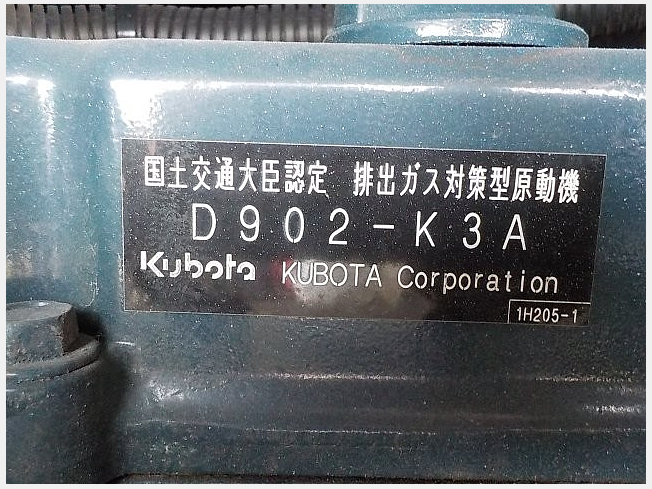 国土交通大臣認定 排出ガス対策型原動機
D902-K3A
Kubota KUBOTA Corporation
1H205-1